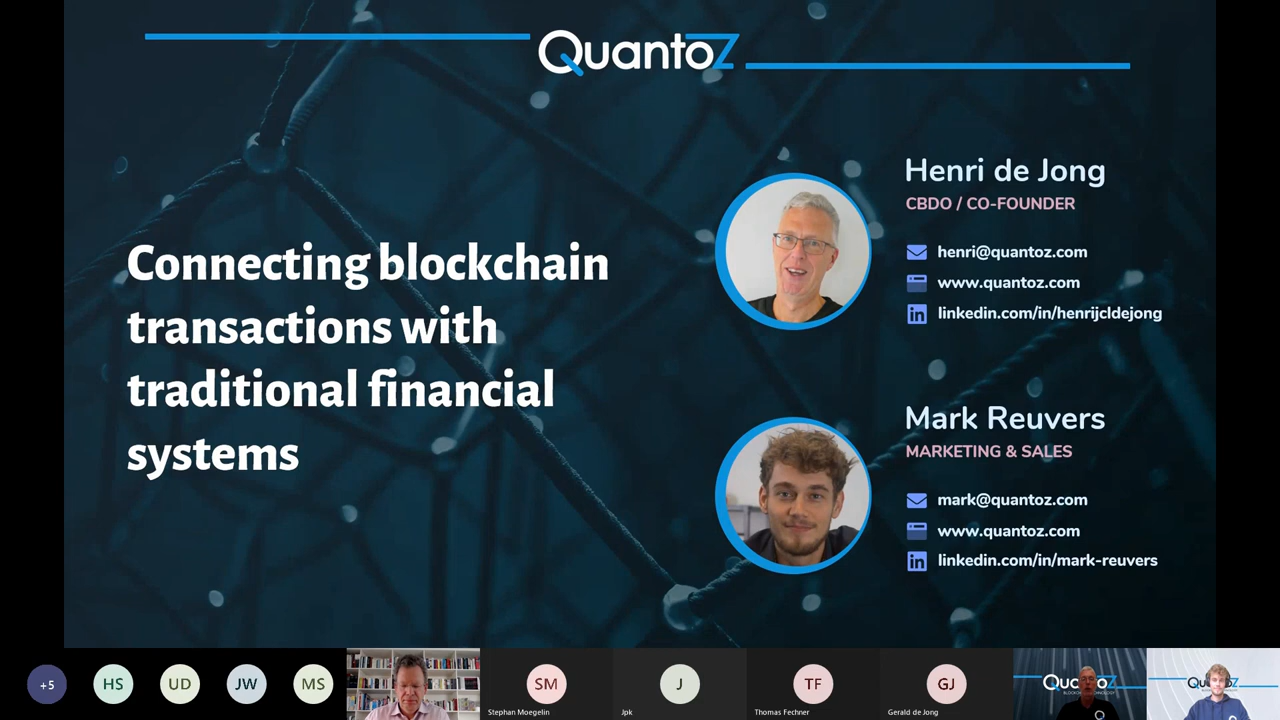 Quantoz
Connecting blockchain
transactions with
traditional financial
systems
Henri de Jong
CBDO / CO-FOUNDER
henri@quantoz.com
www.quantoz.com
linkedin.com/in/henrijcldejong
Mark Reuvers
MARKETING & SALES
mark@quantoz.com
www.quantoz.com
linkedin.com/in/mark-reuvers
+5
HS
UD
JW
MS
SM
Stephan Moegelin
J
Jpk
TF
Thomas Fechner
GJ
Gerald de Jong